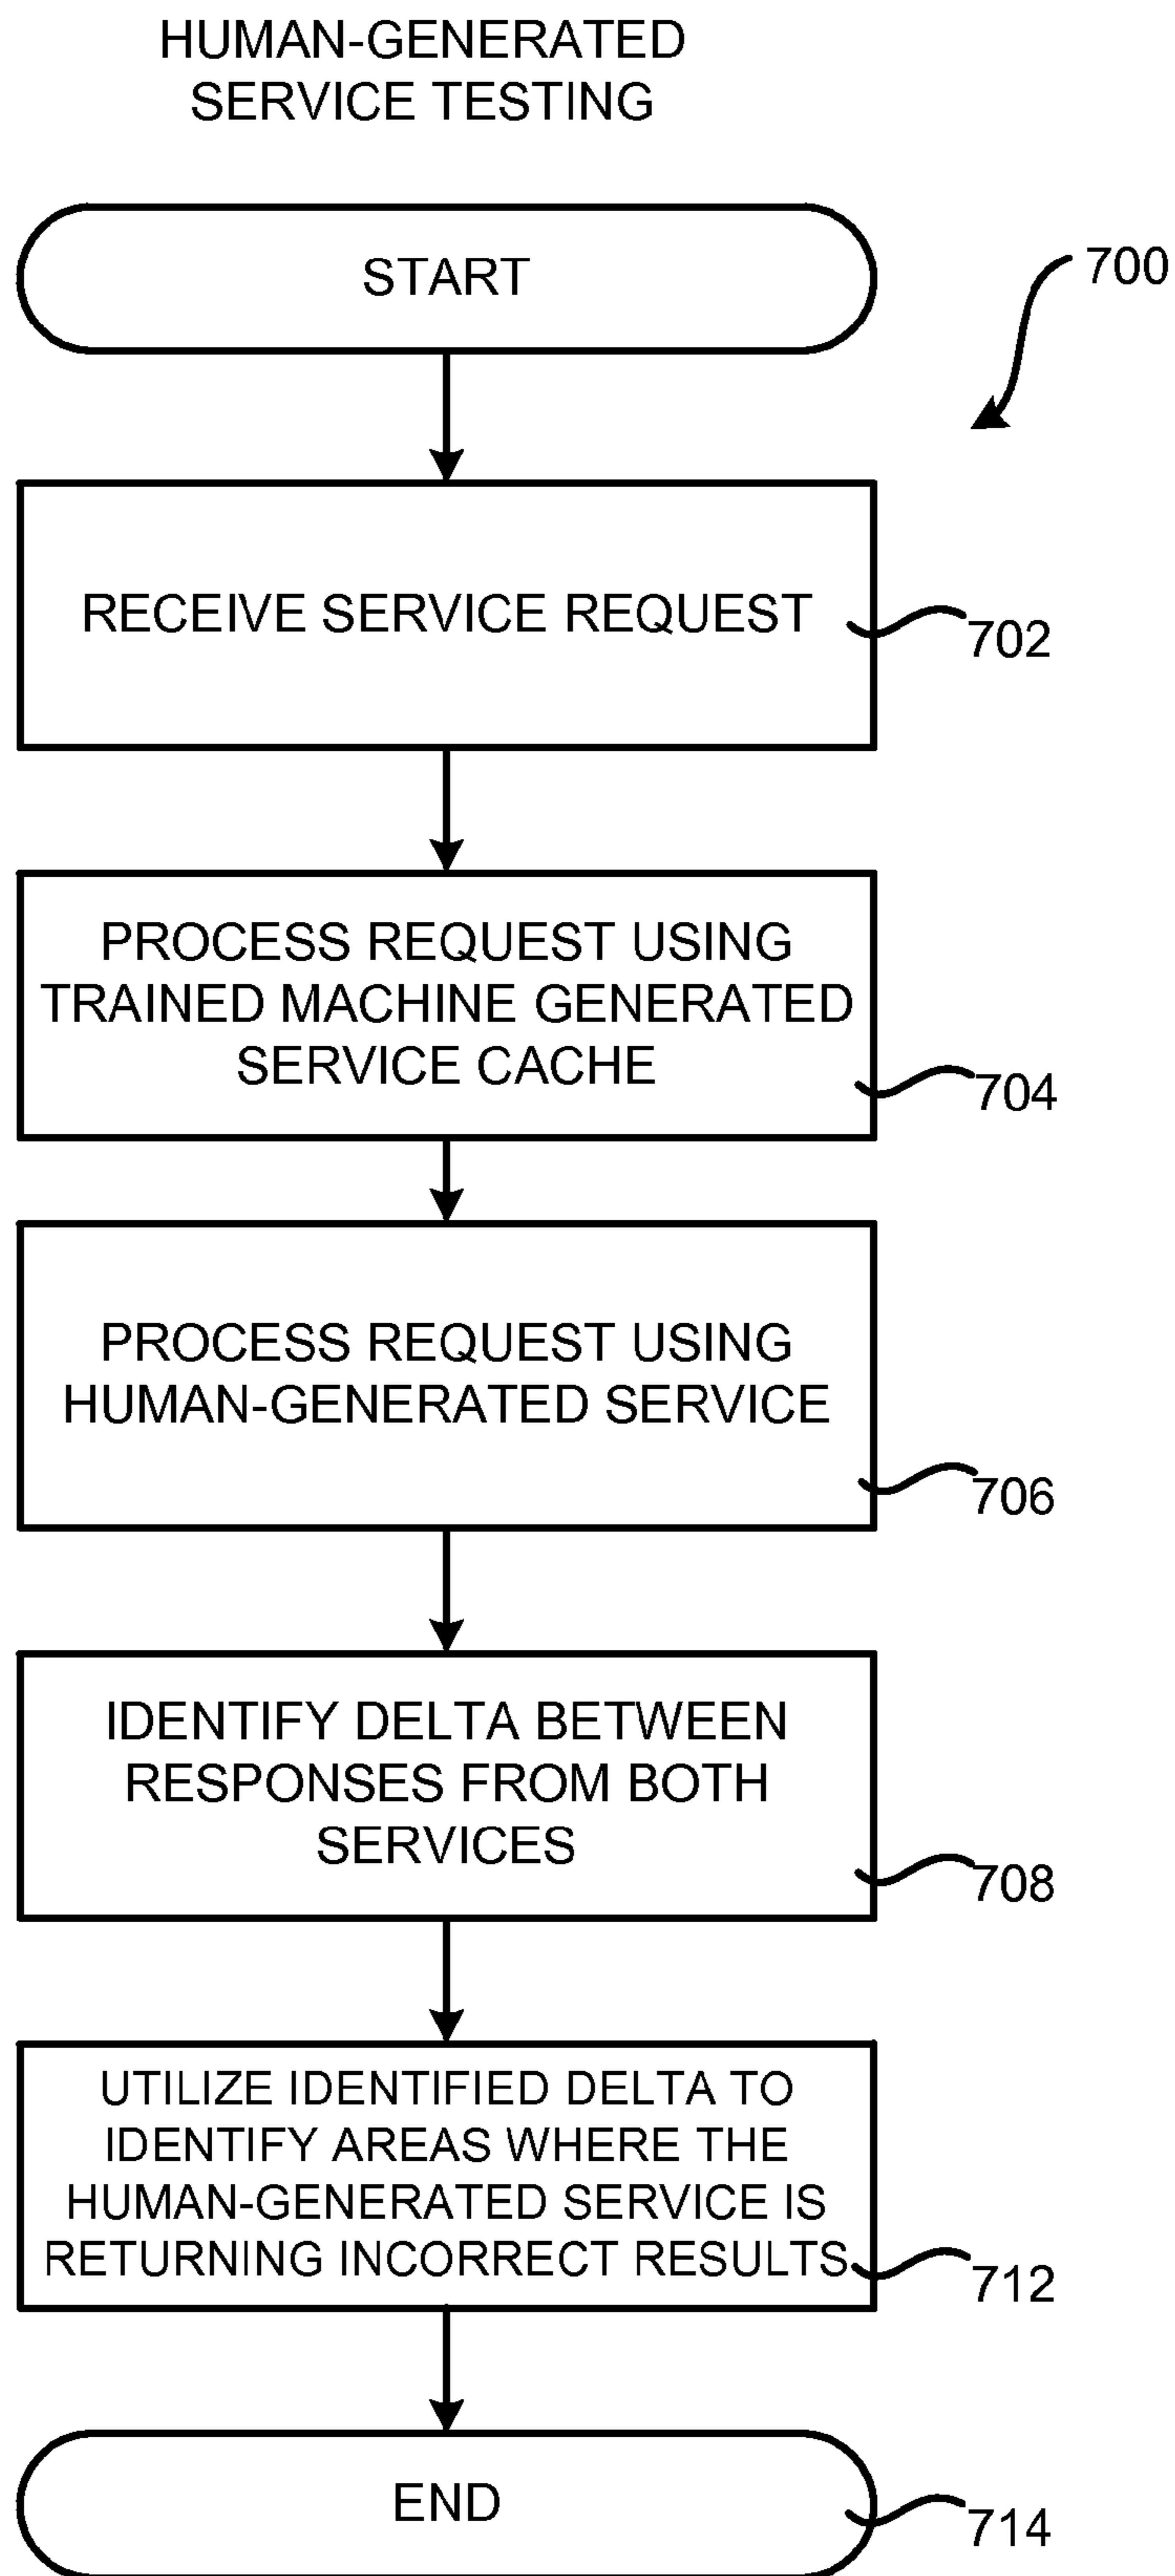 HUMAN-GENERATED
SERVICE TESTING
START
700
RECEIVE SERVICE REQUEST
702
PROCESS REQUEST USING
TRAINED MACHINE GENERATED
SERVICE CACHE
704
PROCESS REQUEST USING
HUMAN-GENERATED SERVICE
706
IDENTIFY DELTA BETWEEN
RESPONSES FROM BOTH
SERVICES
708
UTILIZE IDENTIFIED DELTA TO
IDENTIFY AREAS WHERE THE
HUMAN-GENERATED SERVICE IS
RETURNING INCORRECT RESULTS
712
END
714